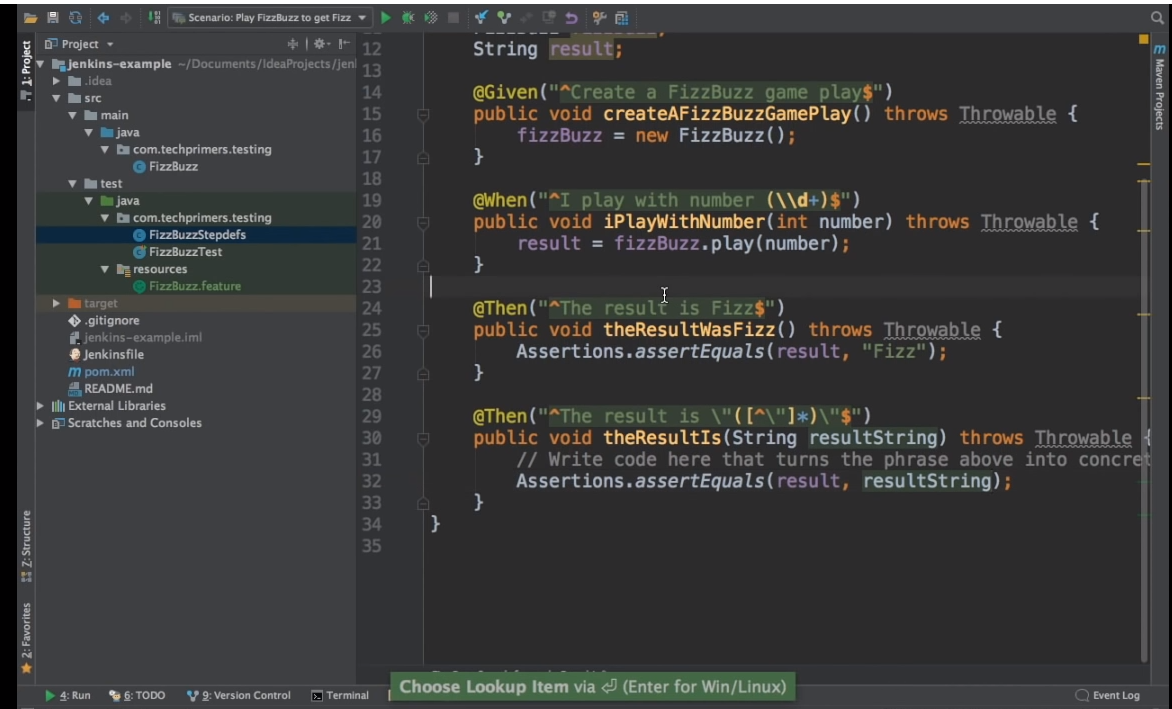 Scenario: Play FizzBuzz to get Fizz
1: Project
Project
Jenkins-example ~/Documents/IdeaProjects/jen
.idea
src
main
java
com.techprimers.testing
FizzBuzz
test
java
com.techprimers.testing
FizzBuzzStepdefs
FizzBuzzTest
resources
FizzBuzz.feature
target
.gitignore
jenkins-example.iml
Jenkinsfile
pom.xml
README.md
External Libraries
Scratches and Consoles
Z: Structure
2: Favorites
12 String result;
13
14 @Given("^Create a FizzBuzz game play$")
15 public void createAFizzBuzzGamePlay() throws Throwable {
16 fizzBuzz = new FizzBuzz();
17 }
18
19 @When("^I play with number (\\d+)$")
20 public void iPlayWithNumber(int number) throws Throwable {
21 result = fizzBuzz.play(number);
22 }
23
24 @Then("^The result is Fizz$")
25 public void theResultWasFizz() throws Throwable {
26 Assertions.assertEquals(result, "Fizz");
27 }
28
29 @Then("^The result is \"([^\"]*)\"$")
30 public void theResultIs(String resultString) throws Throwable {
31 // Write code here that turns the phrase above into concret
32 Assertions.assertEquals(result, resultString);
33 }
34 }
35
m Maven Projects
Choose Lookup Item via ⏎ (Enter for Win/Linux)
4: Run
6: TODO
9: Version Control
Terminal
Event Log